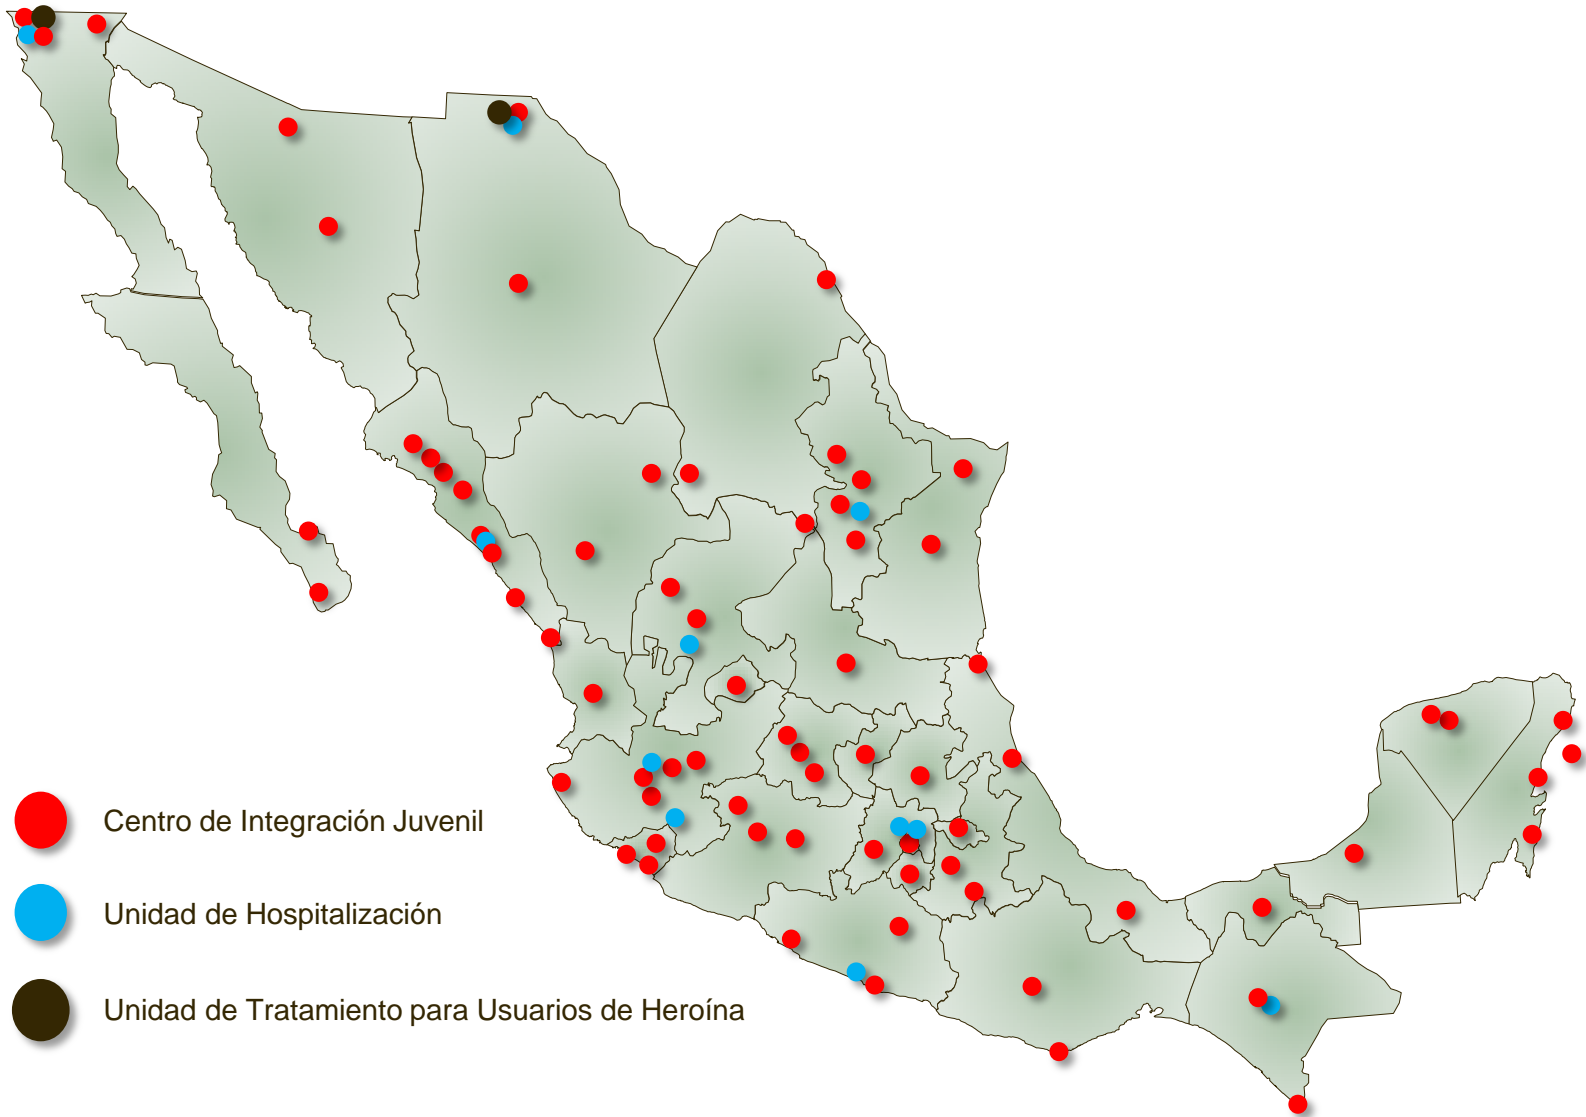 Centro de Integración Juvenil
Unidad de Hospitalización
Unidad de Tratamiento para Usuarios de Heroína